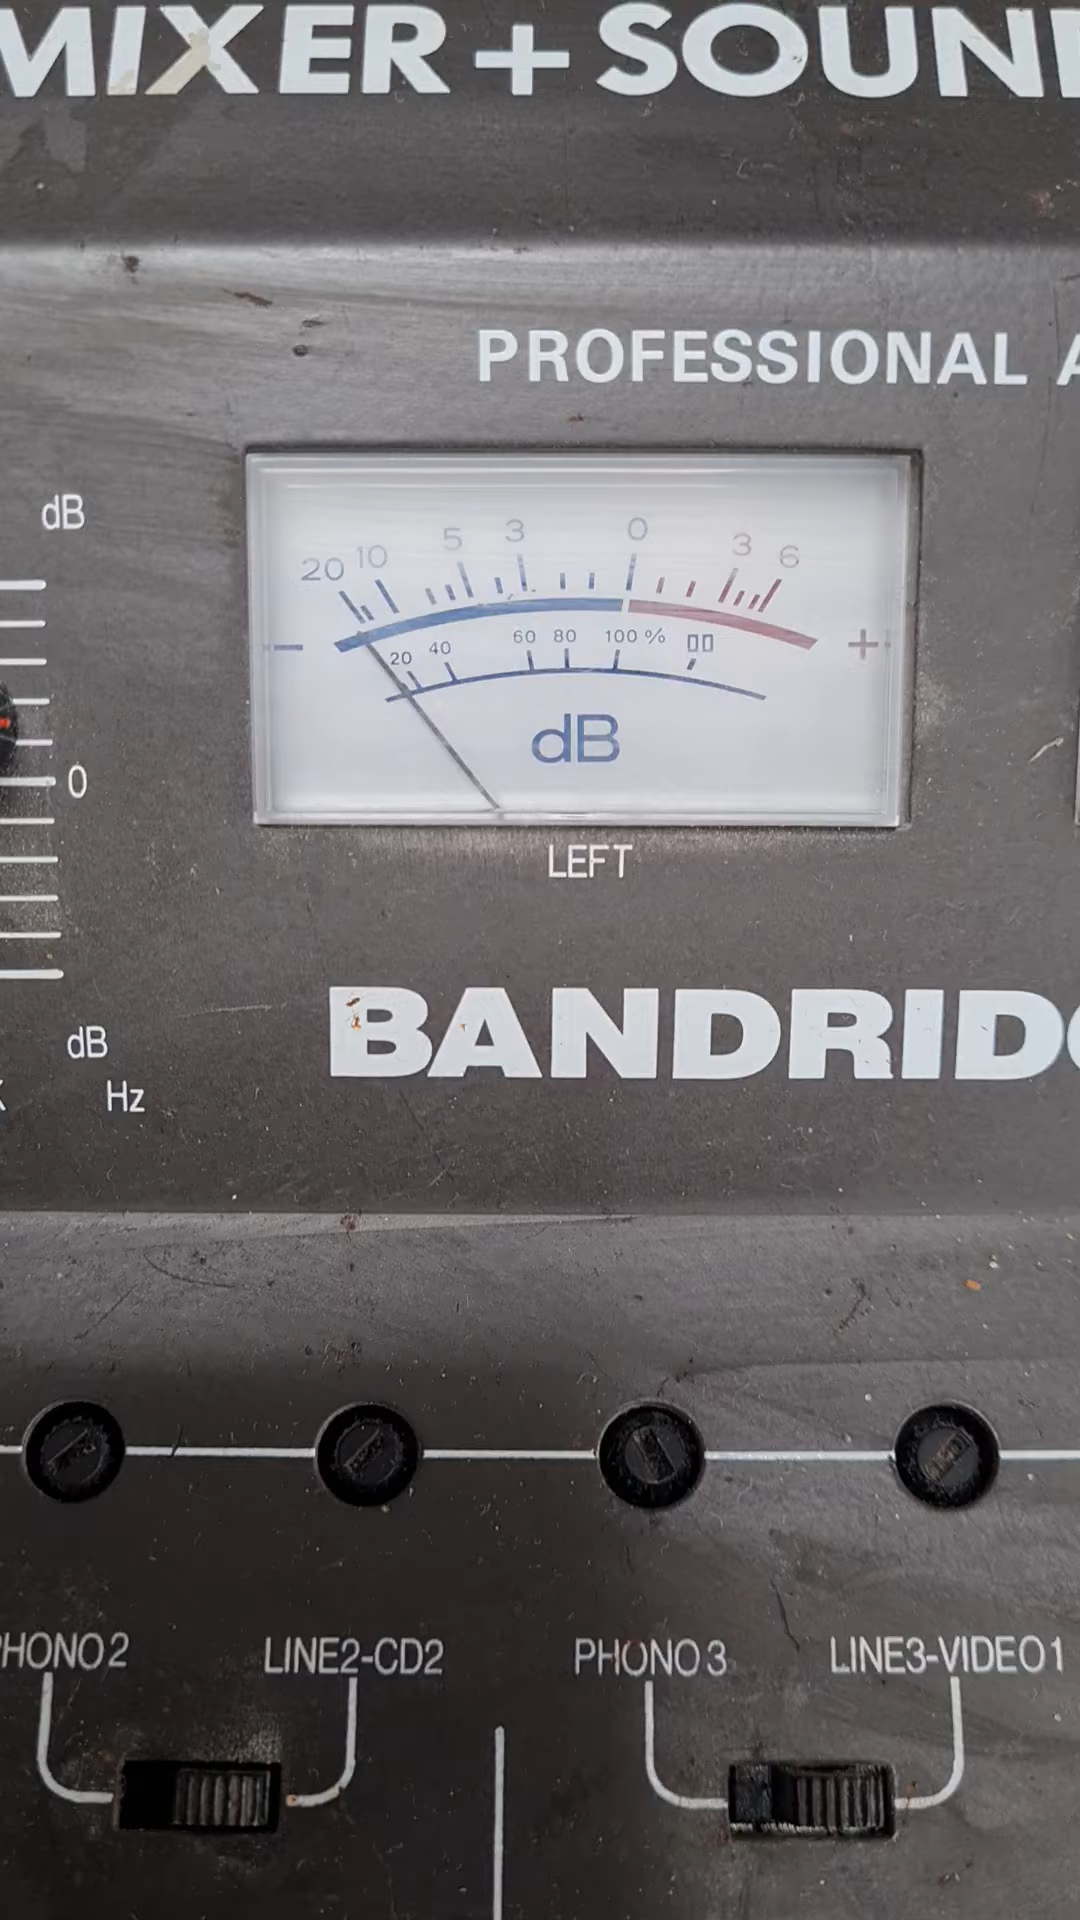 MIXER + SOUN
PROFESSIONAL A
dB
20 10 5 3 0 3 6
− +
20 40 60 80 100 %
dB
0
LEFT
BANDRID
dB
Hz
PHONO 2 LINE2-CD2 PHONO 3 LINE3-VIDEO1